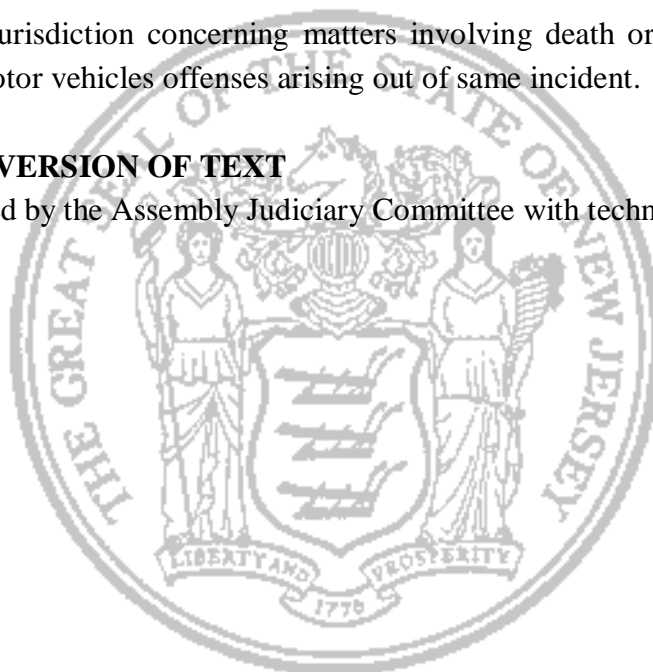 urisdiction concerning matters involving death or
otor vehicles offenses arising out of same incident.
VERSION OF TEXT
ed by the Assembly Judiciary Committee with techn
THE GREAT SEAL OF THE STATE OF NEW JERSEY
LIBERTY AND PROSPERITY
1776